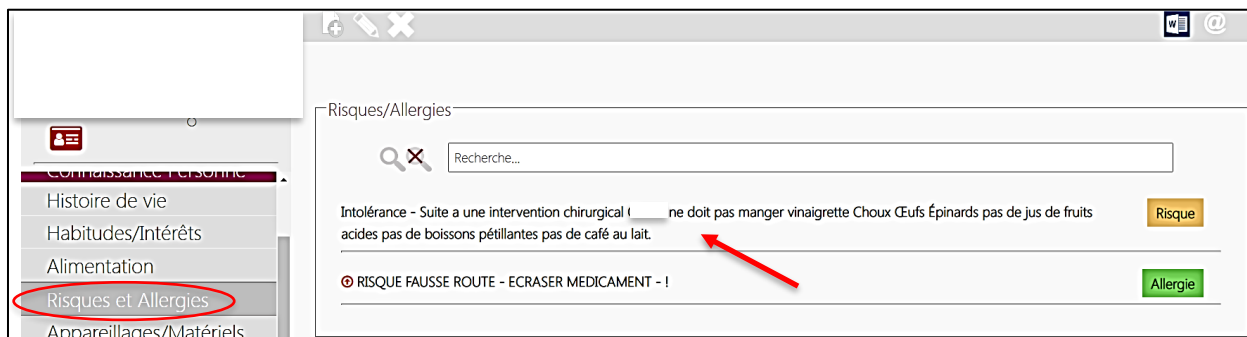 W @
Risques/Allergies
Recherche...
Connaissance Personne
Histoire de vie
Habitudes/Intérêts
Alimentation
Risques et Allergies
Appareillages/Matériels
Intolérance - Suite a une intervention chirurgical ne doit pas manger vinaigrette Choux Œufs Épinards pas de jus de fruits
acides pas de boissons pétillantes pas de café au lait.
Risque
RISQUE FAUSSE ROUTE - ECRASER MEDICAMENT - !
Allergie